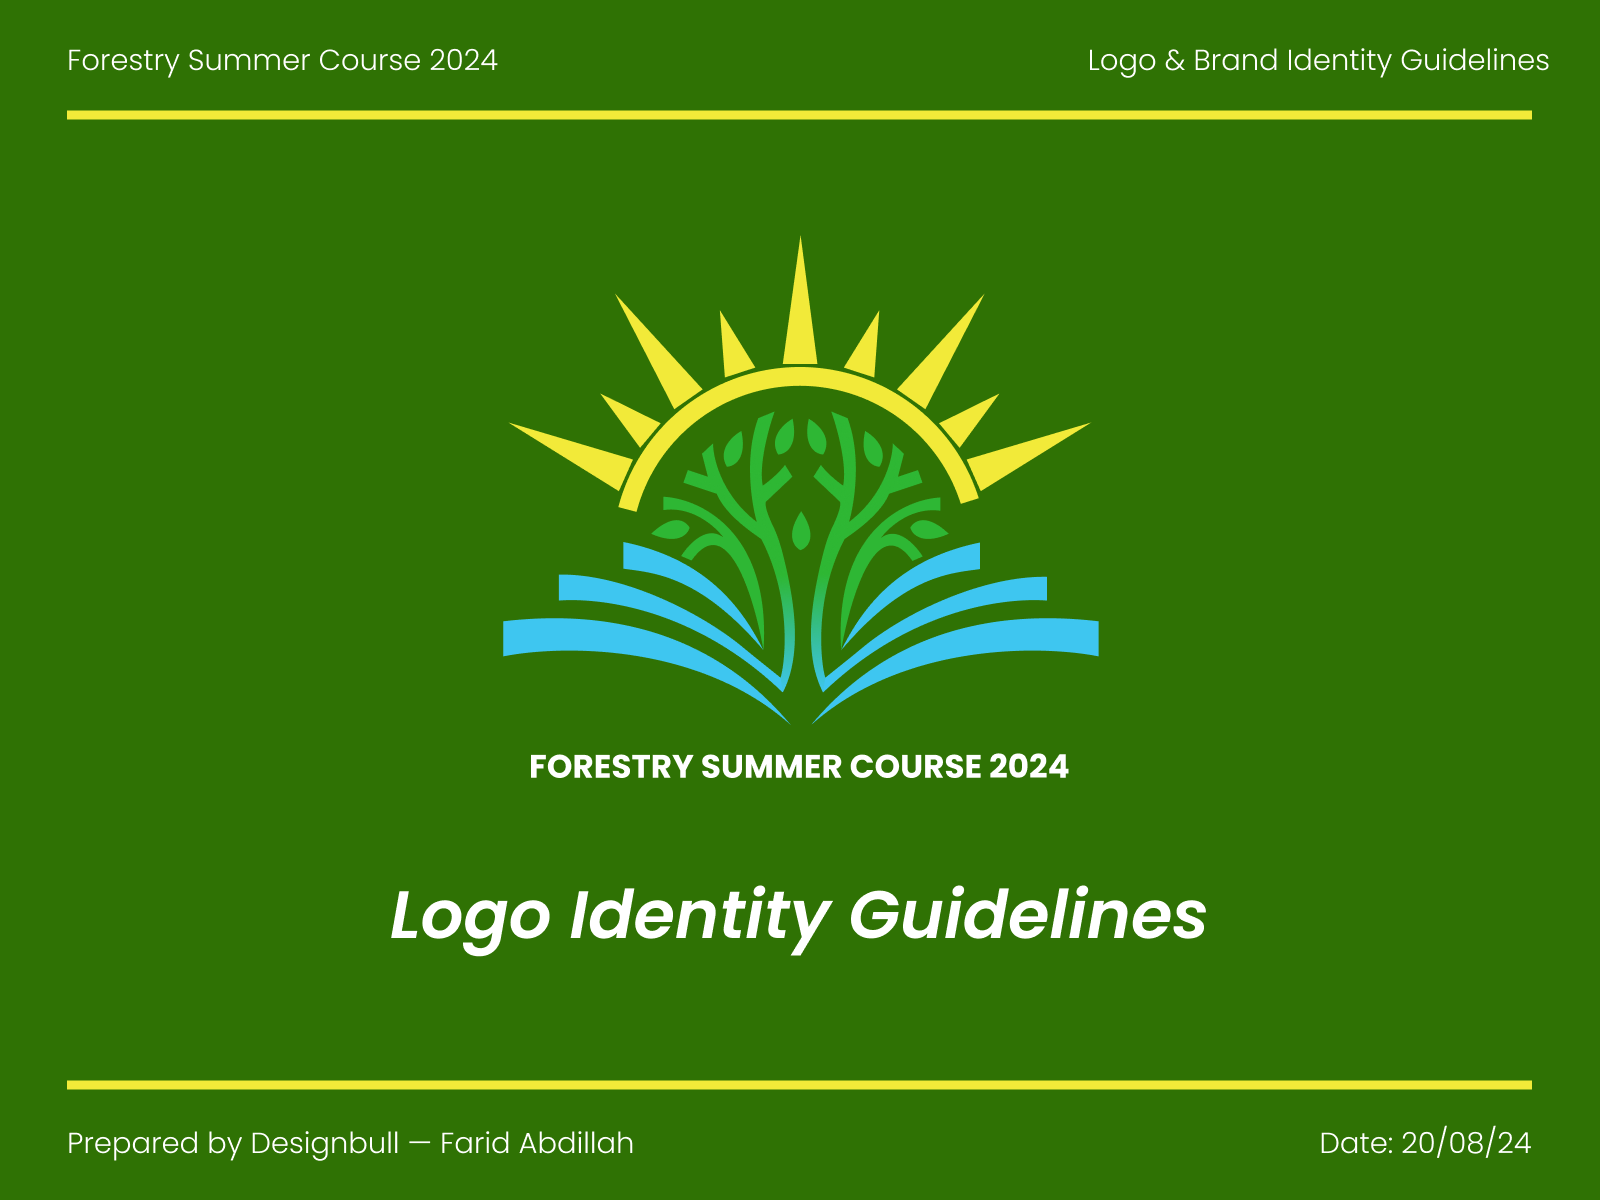 Forestry Summer Course 2024
Logo & Brand Identity Guidelines
FORESTRY SUMMER COURSE 2024
Logo Identity Guidelines
Prepared by Designbull — Farid Abdillah
Date: 20/08/24